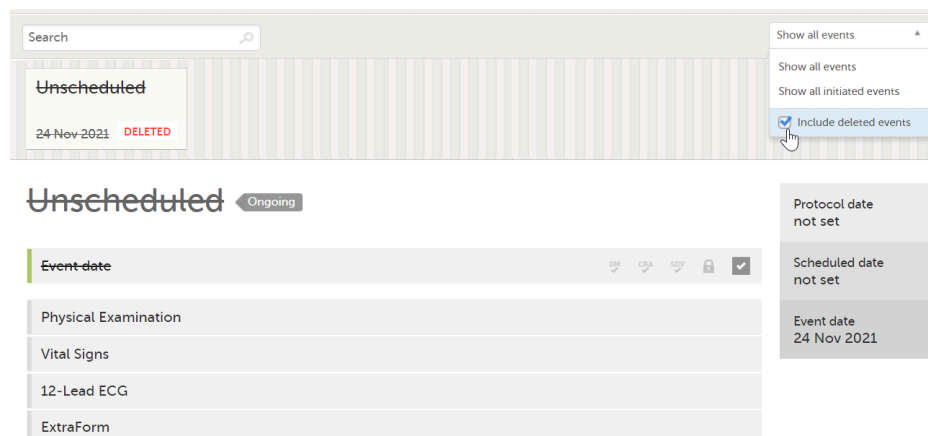 Search
Show all events
Show all events
Show all initiated events
Include deleted events
Unscheduled
24 Nov 2021 DELETED
Unscheduled Ongoing
Event date DM CRA SDV
Physical Examination
Vital Signs
12-Lead ECG
ExtraForm
Protocol date
not set
Scheduled date
not set
Event date
24 Nov 2021